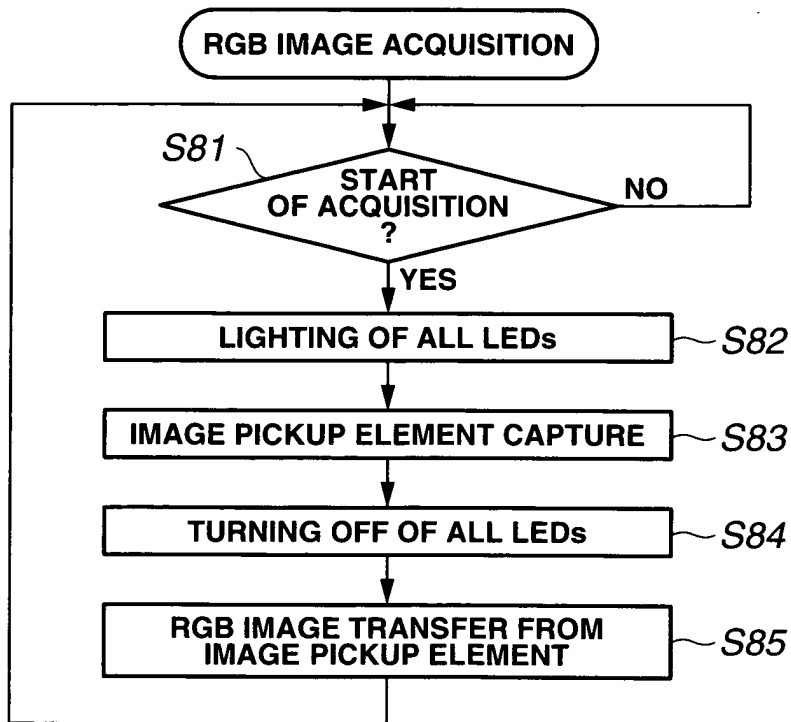 RGB IMAGE ACQUISITION
S81
START
OF ACQUISITION
?
NO
YES
LIGHTING OF ALL LEDs
S82
IMAGE PICKUP ELEMENT CAPTURE
S83
TURNING OFF OF ALL LEDs
S84
RGB IMAGE TRANSFER FROM
IMAGE PICKUP ELEMENT
S85